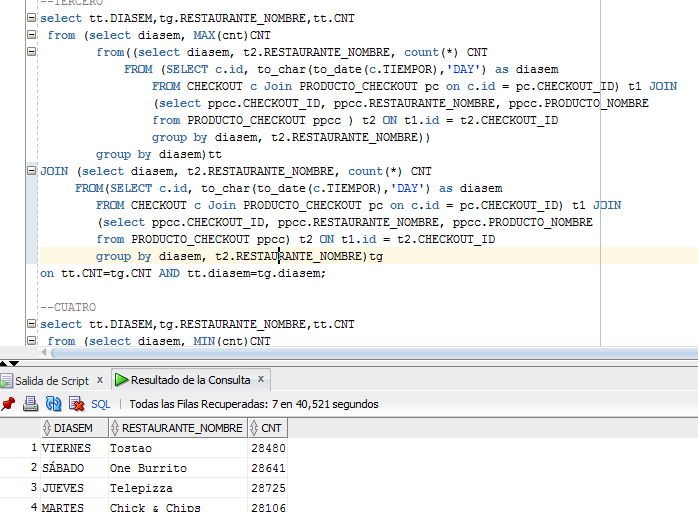 --TERCERO
select tt.DIASEM,tg.RESTAURANTE_NOMBRE,tt.CNT
from (select diasem, MAX(cnt)CNT
from((select diasem, t2.RESTAURANTE_NOMBRE, count(*) CNT
FROM (SELECT c.id, to_char(to_date(c.TIEMPOR),'DAY') as diasem
FROM CHECKOUT c Join PRODUCTO_CHECKOUT pc on c.id = pc.CHECKOUT_ID) t1 JOIN
(select ppcc.CHECKOUT_ID, ppcc.RESTAURANTE_NOMBRE, ppcc.PRODUCTO_NOMBRE
from PRODUCTO_CHECKOUT ppcc ) t2 ON t1.id = t2.CHECKOUT_ID
group by diasem, t2.RESTAURANTE_NOMBRE))
group by diasem)tt
JOIN (select diasem, t2.RESTAURANTE_NOMBRE, count(*) CNT
FROM(SELECT c.id, to_char(to_date(c.TIEMPOR),'DAY') as diasem
FROM CHECKOUT c Join PRODUCTO_CHECKOUT pc on c.id = pc.CHECKOUT_ID) t1 JOIN
(select ppcc.CHECKOUT_ID, ppcc.RESTAURANTE_NOMBRE, ppcc.PRODUCTO_NOMBRE
from PRODUCTO_CHECKOUT ppcc) t2 ON t1.id = t2.CHECKOUT_ID
group by diasem, t2.RESTAURANTE_NOMBRE)tg
on tt.CNT=tg.CNT AND tt.diasem=tg.diasem;
--CUATRO
select tt.DIASEM,tg.RESTAURANTE_NOMBRE,tt.CNT
from (select diasem, MIN(cnt)CNT
Salida de Script x Resultado de la Consulta x
SQL | Todas las Filas Recuperadas: 7 en 40,521 segundos
DIASEM RESTAURANTE_NOMBRE CNT
1 VIERNES Tostao 28480
2 SÁBADO One Burrito 28641
3 JUEVES Telepizza 28725
4 MARTES Chick & Chips 28106